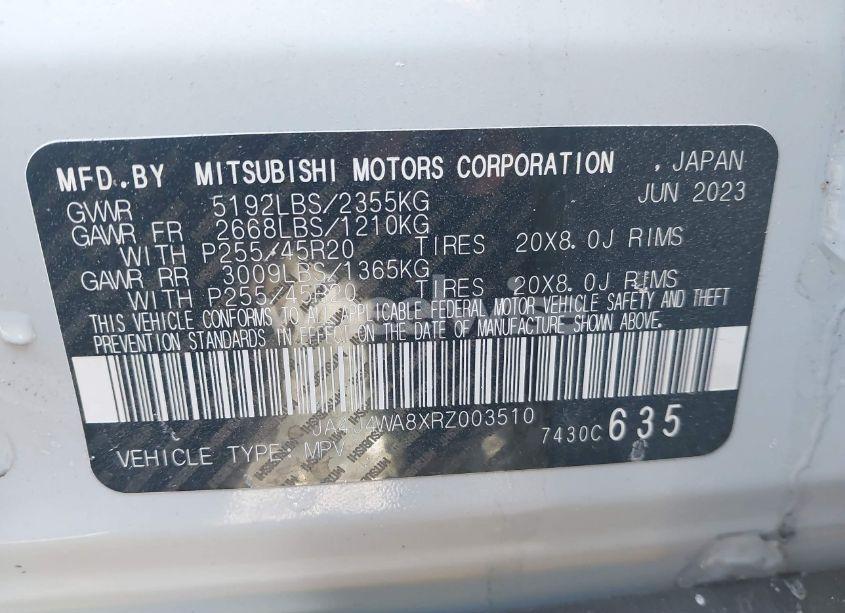 MFD. BY MITSUBISHI MOTORS CORPORATION , JAPAN
GVWR 5192LBS/2355KG JUN 2023
GAWR FR 2668LBS/1210KG
WITH P255/45R20 TIRES 20X8.0J RIMS
GAWR RR 3009LBS/1365KG
WITH P255/45R20 TIRES 20X8.0J RIMS
THIS VEHICLE CONFORMS TO ALL APPLICABLE FEDERAL MOTOR VEHICLE SAFETY AND THEFT
PREVENTION STANDARDS IN EFFECT ON THE DATE OF MANUFACTURE SHOWN ABOVE.
JA4J4WA8XRZ003510 7430C 635
VEHICLE TYPE MPV